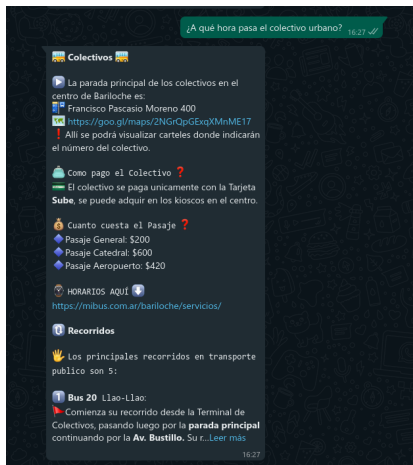 ¿A qué hora pasa el colectivo urbano? 16:27
🚌 Colectivos 🚌
▶️ La parada principal de los colectivos en el
centro de Bariloche es:
🚏 Francisco Pascasio Moreno 400
🗺️ https://goo.gl/maps/2NGrQpGExqXMnME17
❗ Allí se podrá visualizar carteles donde indicarán
el número del colectivo.
👛 Como pago el Colectivo ❓
💳 El colectivo se paga unicamente con la Tarjeta
Sube, se puede adquir en los kioscos en el centro.
💰 Cuanto cuesta el Pasaje ❓
🔷 Pasaje General: $200
🔷 Pasaje Catedral: $600
🔷 Pasaje Aeropuerto: $420
⌚ HORARIOS AQUÍ ⬇️
https://mibus.com.ar/bariloche/servicios/
🔃 Recorridos
🖐️ Los principales recorridos en transporte
publico son 5:
1️⃣ Bus 20 Llao-Llao:
🚩 Comienza su recorrido desde la Terminal de
Colectivos, pasando luego por la parada principal
continuando por la Av. Bustillo. Su r...Leer más
16:27